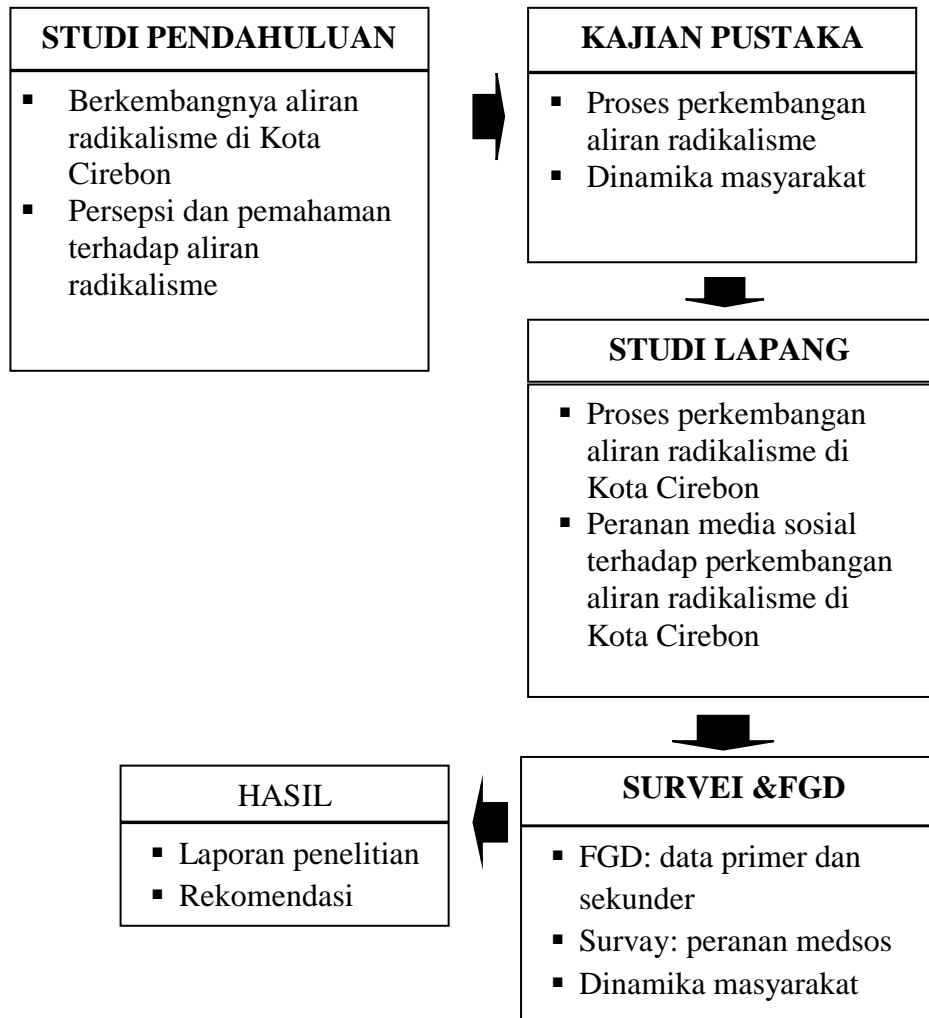 STUDI PENDAHULUAN
▪ Berkembangnya aliran
radikalisme di Kota
Cirebon
▪ Persepsi dan pemahaman
terhadap aliran
radikalisme
KAJIAN PUSTAKA
▪ Proses perkembangan
aliran radikalisme
▪ Dinamika masyarakat
STUDI LAPANG
▪ Proses perkembangan
aliran radikalisme di
Kota Cirebon
▪ Peranan media sosial
terhadap perkembangan
aliran radikalisme di
Kota Cirebon
SURVEI &FGD
▪ FGD: data primer dan
sekunder
▪ Survay: peranan medsos
▪ Dinamika masyarakat
HASIL
▪ Laporan penelitian
▪ Rekomendasi